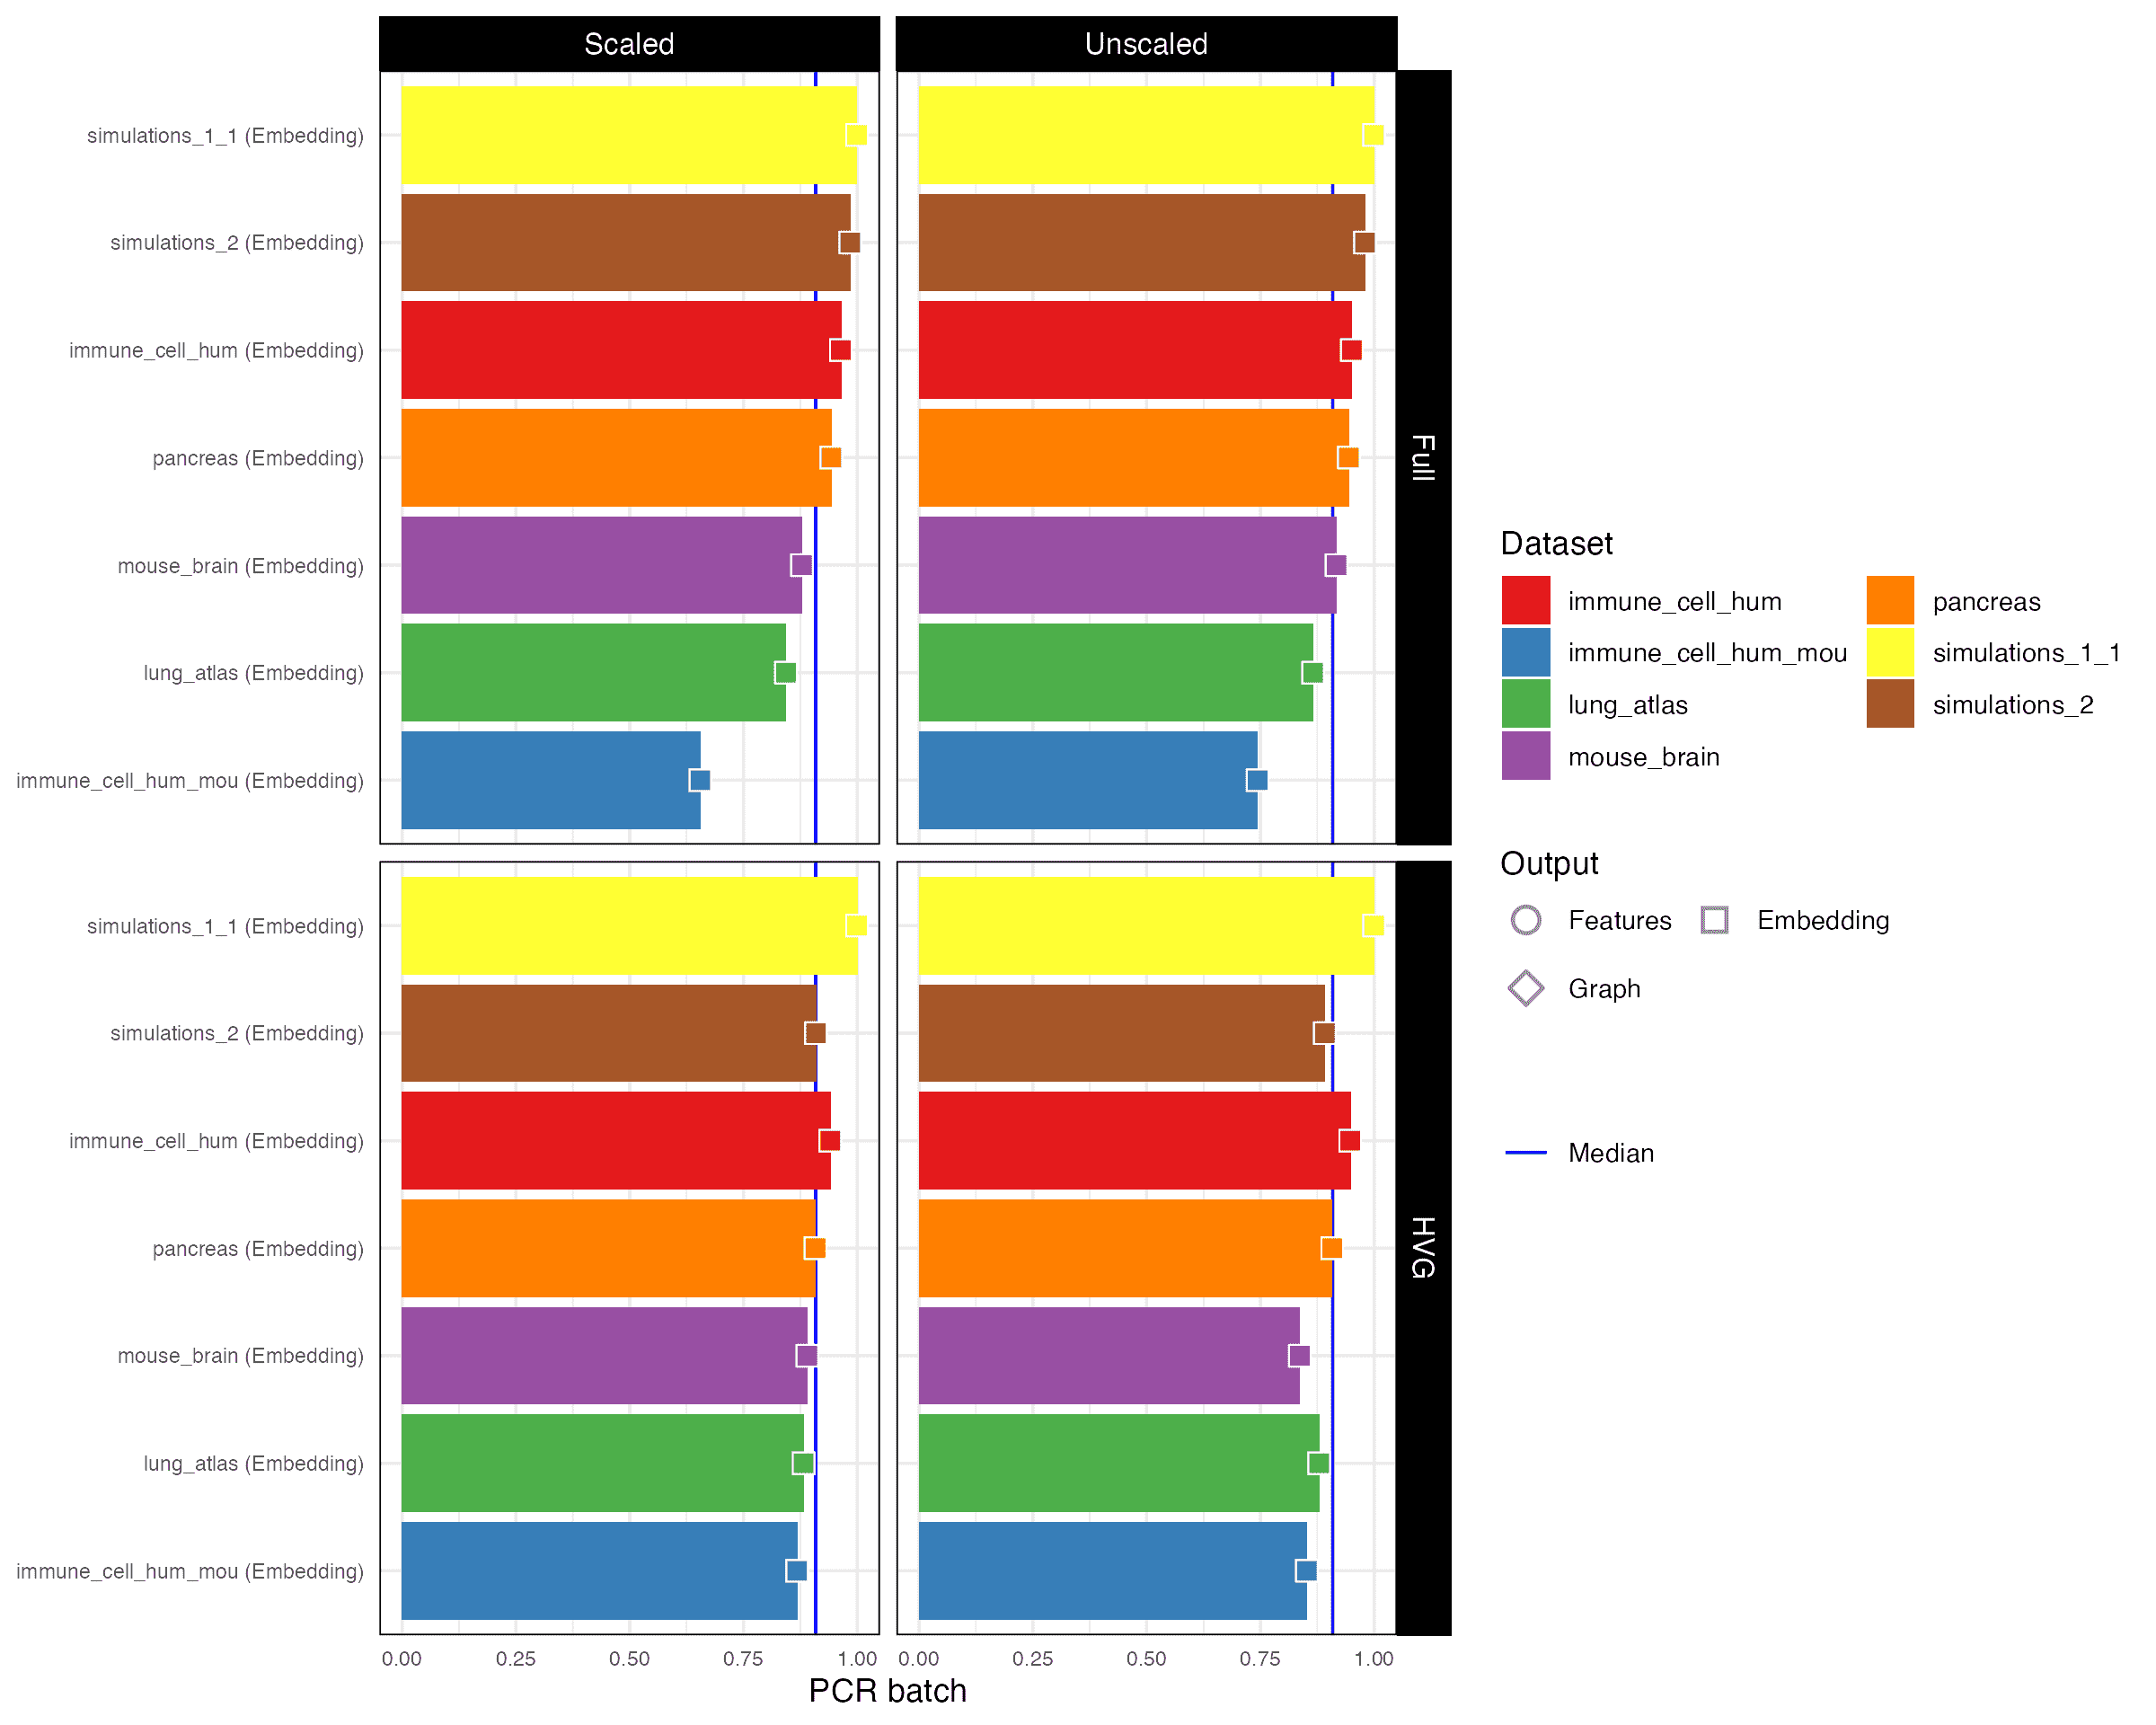 Scaled
Unscaled
simulations_1_1 (Embedding)
simulations_2 (Embedding)
immune_cell_hum (Embedding)
pancreas (Embedding)
mouse_brain (Embedding)
lung_atlas (Embedding)
immune_cell_hum_mou (Embedding)
Full
simulations_1_1 (Embedding)
simulations_2 (Embedding)
immune_cell_hum (Embedding)
pancreas (Embedding)
mouse_brain (Embedding)
lung_atlas (Embedding)
immune_cell_hum_mou (Embedding)
HVG
0.00 0.25 0.50 0.75 1.00 0.00 0.25 0.50 0.75 1.00
PCR batch
Dataset
immune_cell_hum pancreas
immune_cell_hum_mou simulations_1_1
lung_atlas simulations_2
mouse_brain
Output
Features Embedding
Graph
Median